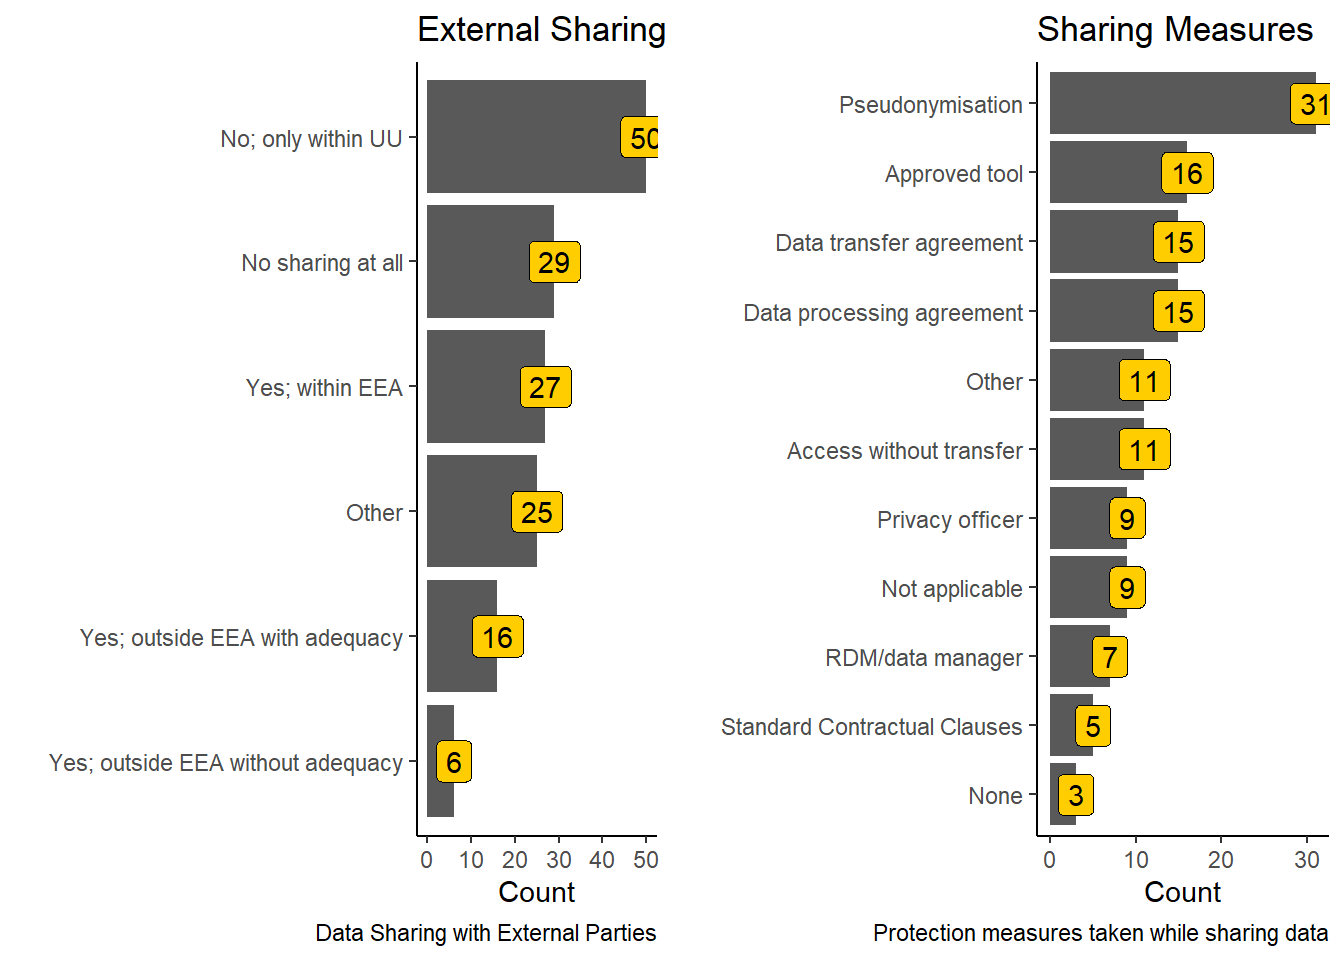 External Sharing
No; only within UU
50
No sharing at all
29
Yes; within EEA
27
Other
25
Yes; outside EEA with adequacy
16
Yes; outside EEA without adequacy
6
0 10 20 30 40 50
Count
Data Sharing with External Parties
Sharing Measures
Pseudonymisation
31
Approved tool
16
Data transfer agreement
15
Data processing agreement
15
Other
11
Access without transfer
11
Privacy officer
9
Not applicable
9
RDM/data manager
7
Standard Contractual Clauses
5
None
3
0 10 20 30
Count
Protection measures taken while sharing data